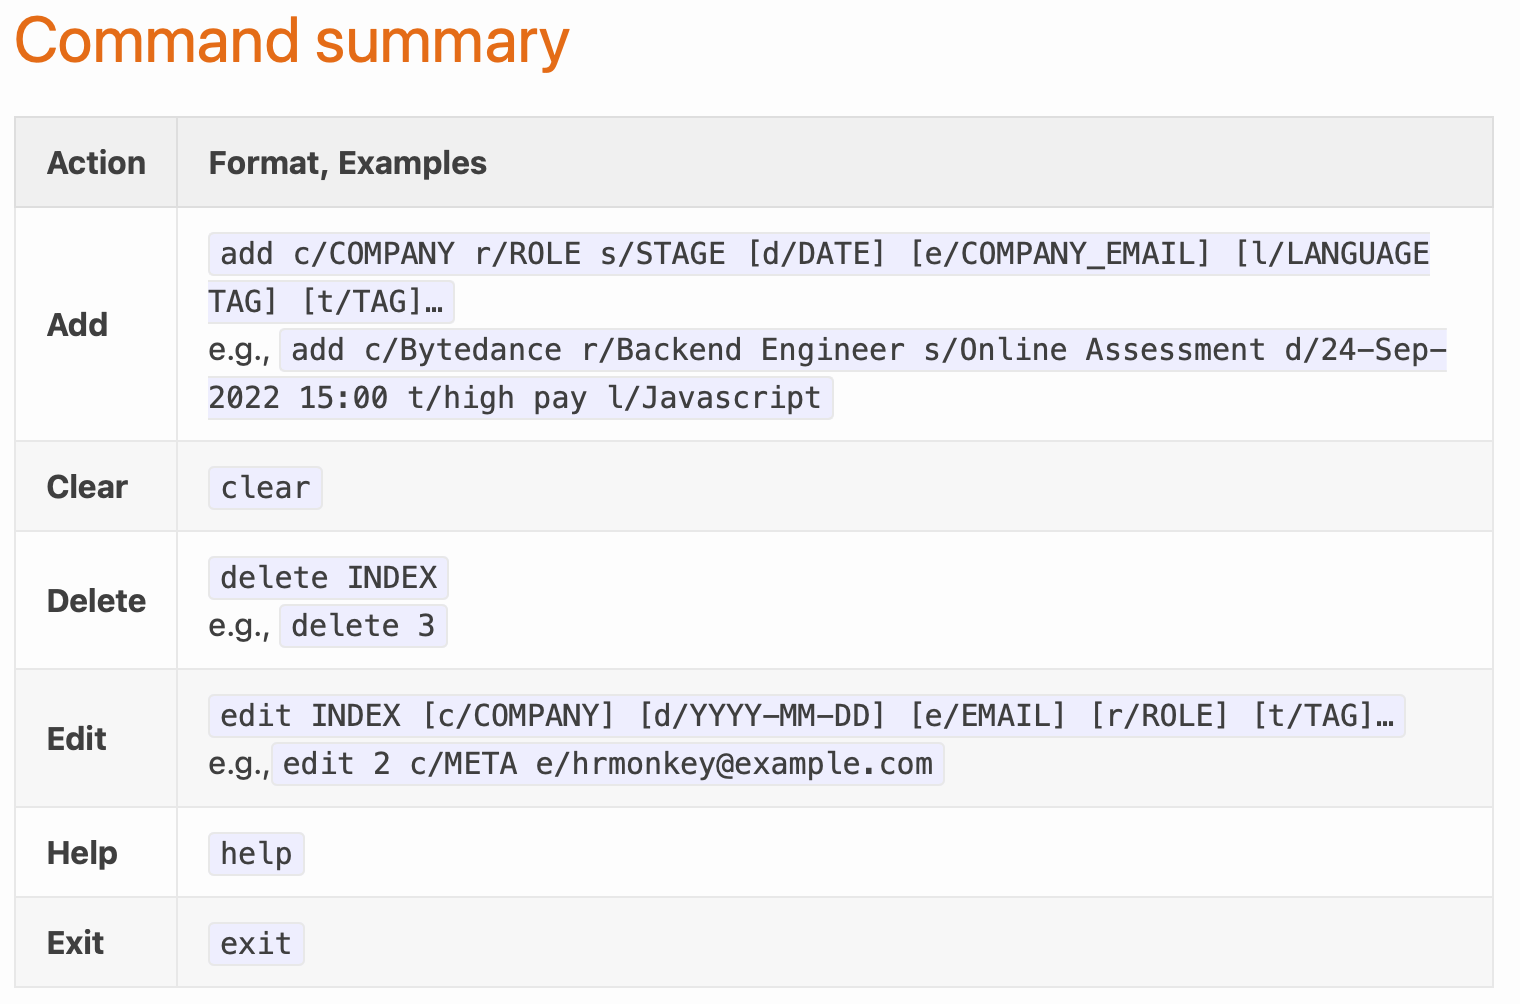 Command summary
Action Format, Examples
Add
add c/COMPANY r/ROLE s/STAGE [d/DATE] [e/COMPANY_EMAIL] [l/LANGUAGE
TAG] [t/TAG]…
e.g., add c/Bytedance r/Backend Engineer s/Online Assessment d/24-Sep-
2022 15:00 t/high pay l/Javascript
Clear clear
Delete
delete INDEX
e.g., delete 3
Edit
edit INDEX [c/COMPANY] [d/YYYY-MM-DD] [e/EMAIL] [r/ROLE] [t/TAG]…
e.g., edit 2 c/META e/hrmonkey@example.com
Help help
Exit exit